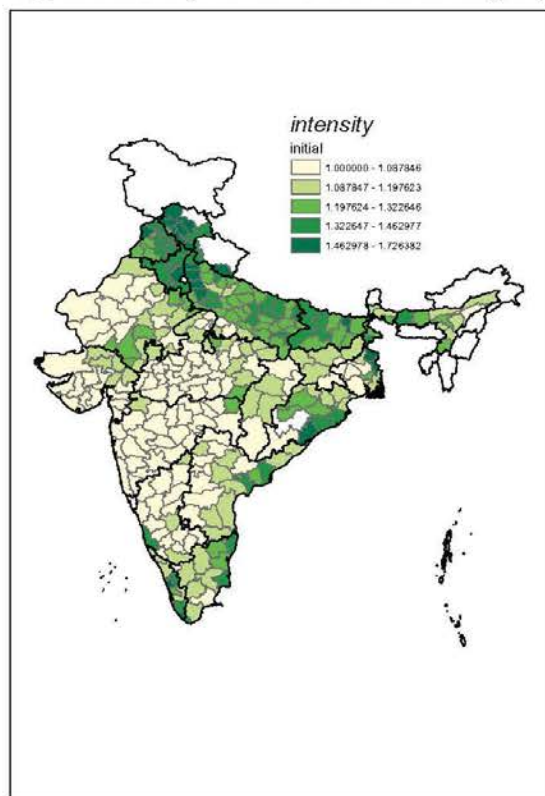 intensity
initial
1.000000 - 1.087846
1.087847 - 1.197623
1.197624 - 1.322646
1.322647 - 1.462977
1.462978 - 1.726382